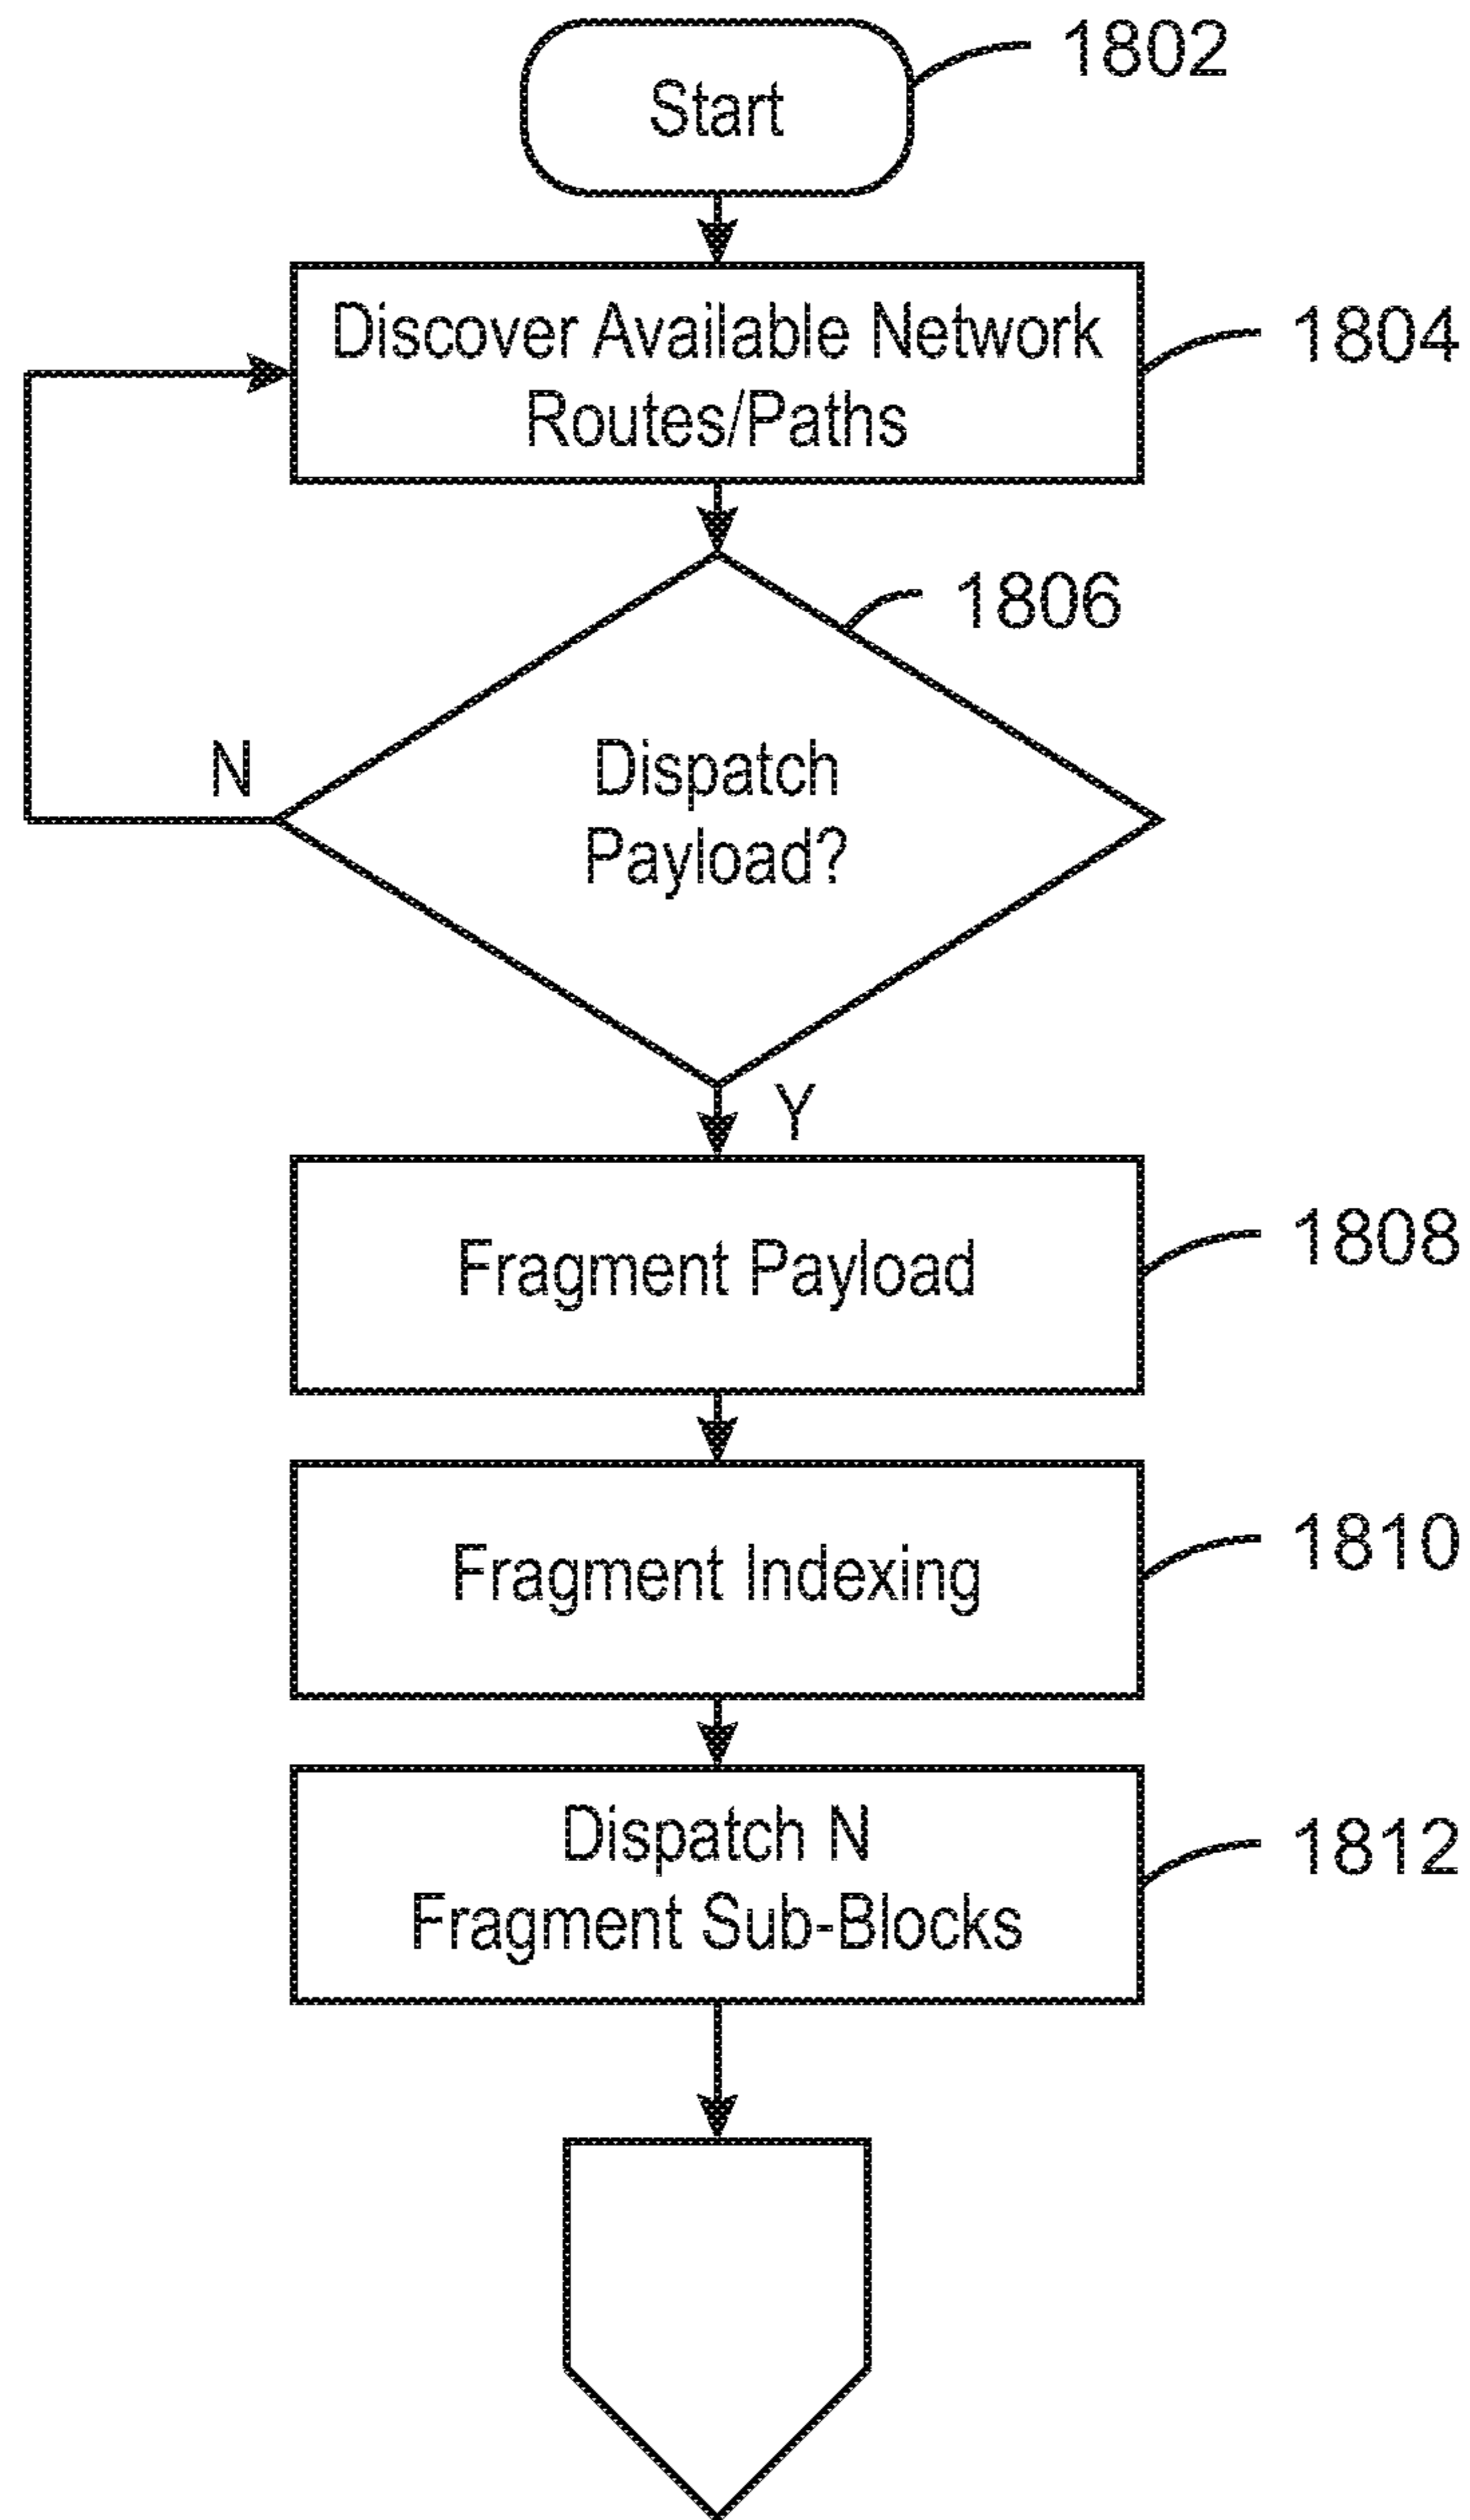 Start
1802
Discover Available Network
Routes/Paths
1804
1806
Dispatch
Payload?
N
Y
Fragment Payload
1808
Fragment Indexing
1810
Dispatch N
Fragment Sub-Blocks
1812